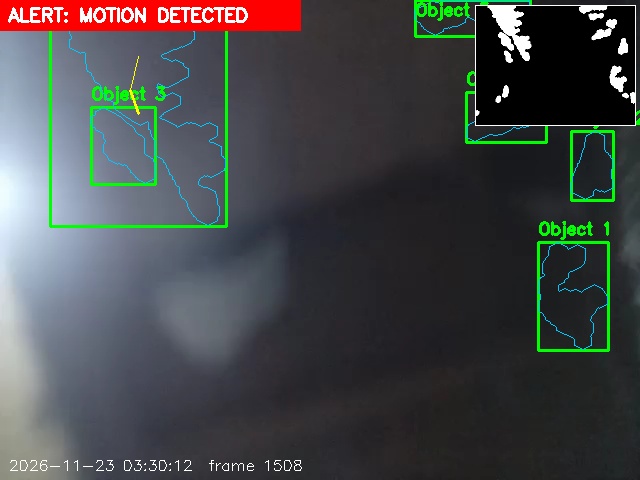 ALERT: MOTION DETECTED
Object
Object 3
Object 1
2026-11-23 03:30:12 frame 1508